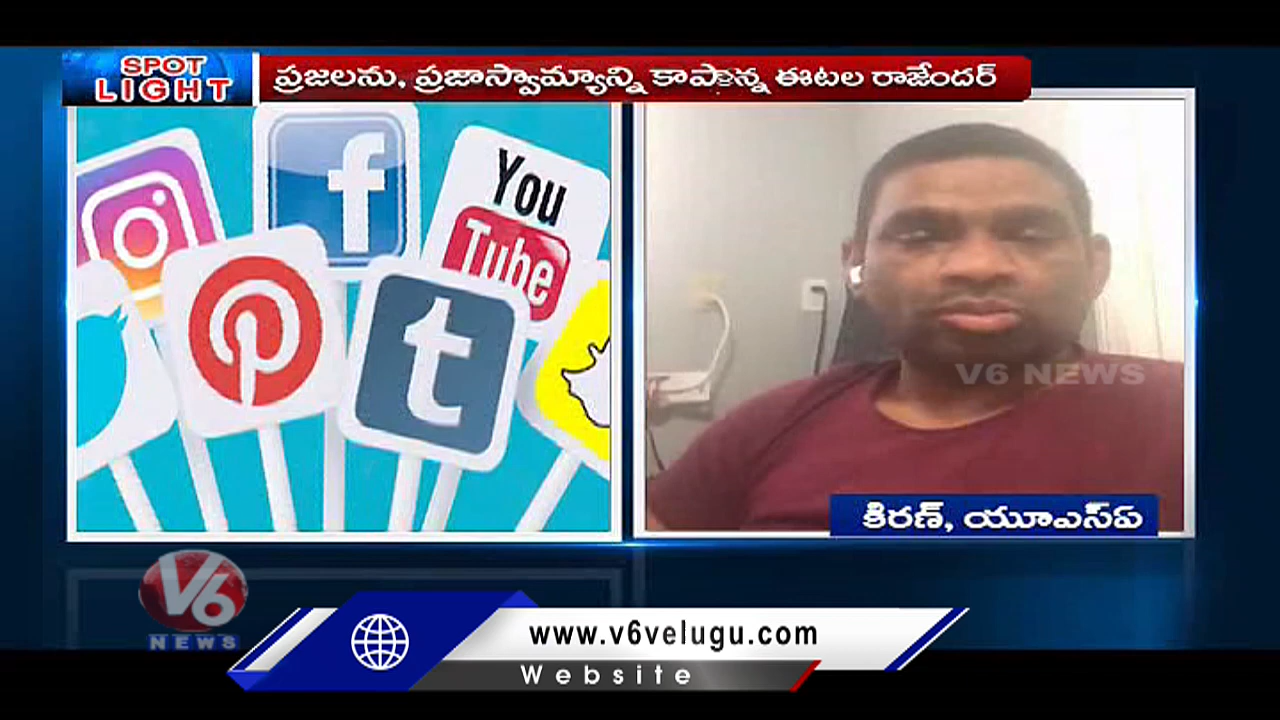 SPOT
LIGHT
ప్రజలను, ప్రజాస్వామ్యాన్ని కాపాడాన్న ఈటల రాజేందర్
You
Tube
V6 NEWS
కిరణ్, యూఎస్ఏ
V6
NEWS
www.v6velugu.com
Website